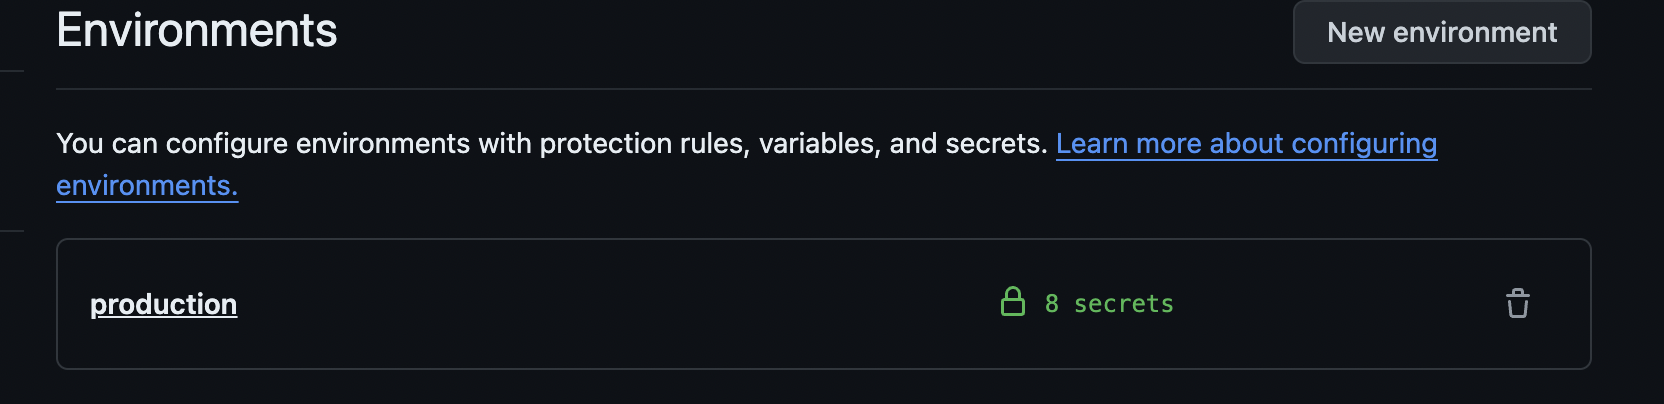 Environments
New environment
You can configure environments with protection rules, variables, and secrets. Learn more about configuring
environments.
production
8 secrets